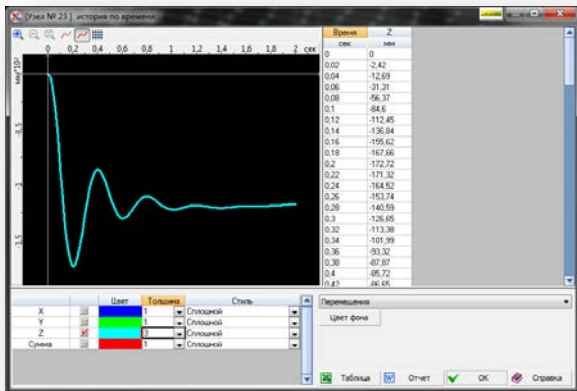 [Узел № 23 ] история по времени
0 0,2 0,4 0,6 0,8 1 1,2 1,4 1,6 1,8 2 сек
мм*10²
-0,5
-1
-1,5
Время Z
сек мм
0 0
0,02 -2,42
0,04 -12,69
0,06 -31,31
0,08 -56,37
0,1 -84,6
0,12 -112,45
0,14 -136,84
0,16 -155,62
0,18 -167,66
0,2 -172,72
0,22 -171,32
0,24 -164,52
0,26 -153,74
0,28 -140,59
0,3 -126,65
0,32 -113,38
0,34 -101,99
0,36 -93,32
0,38 -87,87
0,4 -85,72
0,42 -86,65
Цвет Толщина Стиль
X 1 Сплошной
Y 1 Сплошной
Z 3 Сплошной
Сумма 1 Сплошной
Перемещения
Цвет фона
Таблица Отчет OK Справка